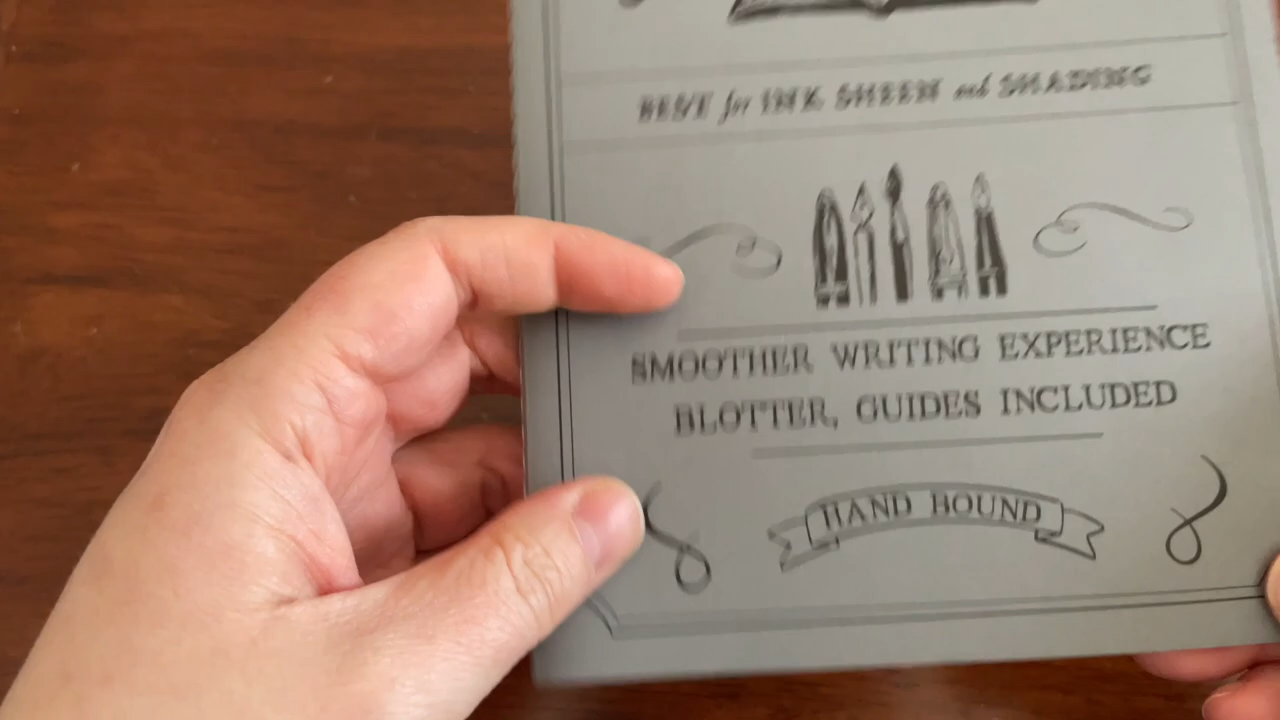 BEST for INK SHEEN and SHADING
SMOOTHER WRITING EXPERIENCE
BLOTTER, GUIDES INCLUDED
HAND BOUND